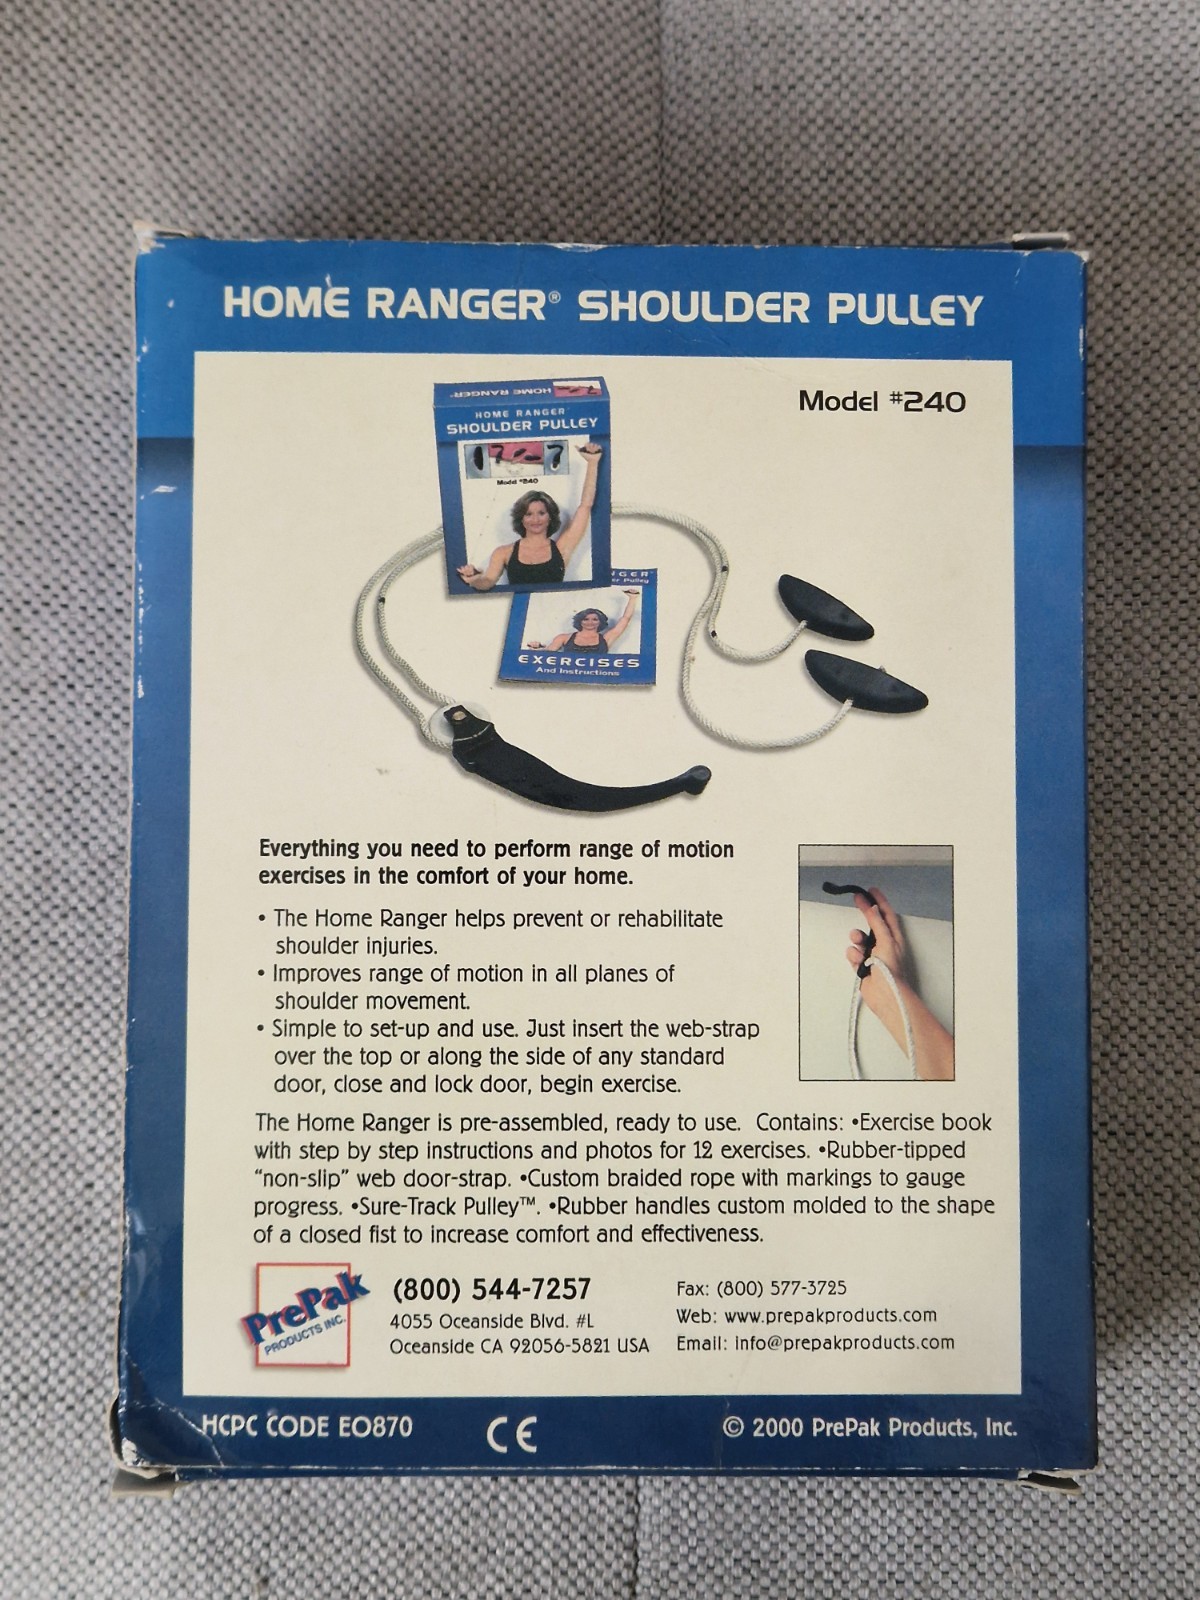 HOME RANGER® SHOULDER PULLEY
Model #240
HOME RANGER
HOME RANGER
SHOULDER PULLEY
Model #240
EXERCISES
And Instructions
Everything you need to perform range of motion
exercises in the comfort of your home.
• The Home Ranger helps prevent or rehabilitate
shoulder injuries.
• Improves range of motion in all planes of
shoulder movement.
• Simple to set-up and use. Just insert the web-strap
over the top or along the side of any standard
door, close and lock door, begin exercise.
The Home Ranger is pre-assembled, ready to use. Contains: •Exercise book
with step by step instructions and photos for 12 exercises. •Rubber-tipped
“non-slip” web door-strap. •Custom braided rope with markings to gauge
progress. •Sure-Track Pulley™. •Rubber handles custom molded to the shape
of a closed fist to increase comfort and effectiveness.
PrePak
PRODUCTS INC.
(800) 544-7257
4055 Oceanside Blvd. #L
Oceanside CA 92056-5821 USA
Fax: (800) 577-3725
Web: www.prepakproducts.com
Email: info@prepakproducts.com
HCPC CODE EO870
CE
© 2000 PrePak Products, Inc.